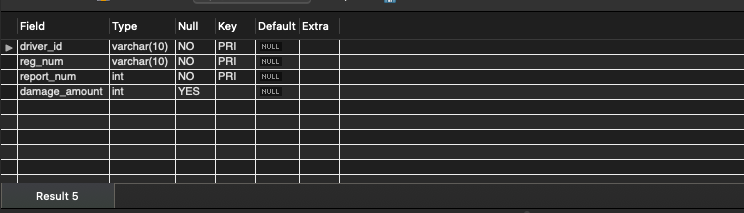 Field Type Null Key Default Extra
driver_id varchar(10) NO PRI NULL
reg_num varchar(10) NO PRI NULL
report_num int NO PRI NULL
damage_amount int YES NULL
Result 5